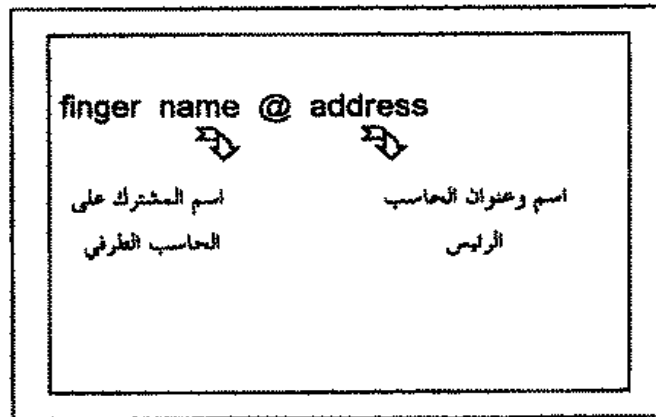 finger name @ address
اسم المشترك على
الحاسب الطرفي
اسم وعنوان الحاسب
الرئيس